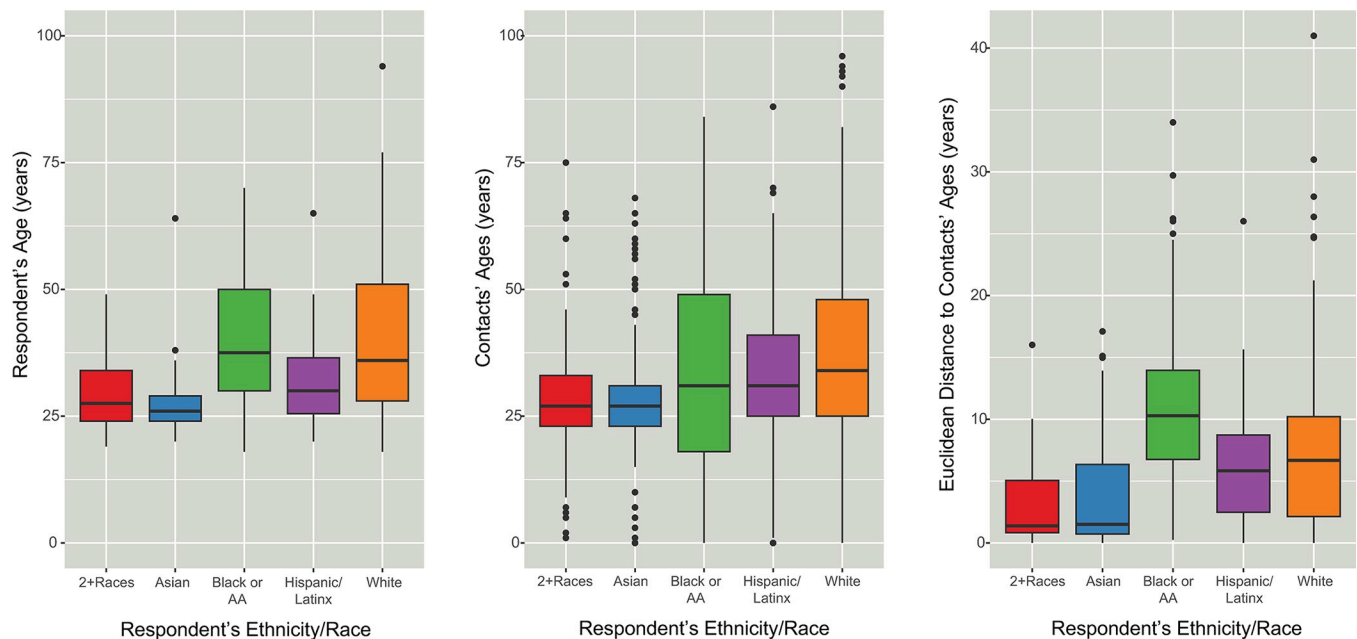 Respondent's Age (years)
100
75
50
25
0
2+Races
Asian
Black or
AA
Hispanic/
Latinx
White
Respondent's Ethnicity/Race
Contacts' Ages (years)
100
75
50
25
0
2+Races
Asian
Black or
AA
Hispanic/
Latinx
White
Respondent's Ethnicity/Race
Euclidean Distance to Contacts' Ages (years)
40
30
20
10
0
2+Races
Asian
Black or
AA
Hispanic/
Latinx
White
Respondent's Ethnicity/Race